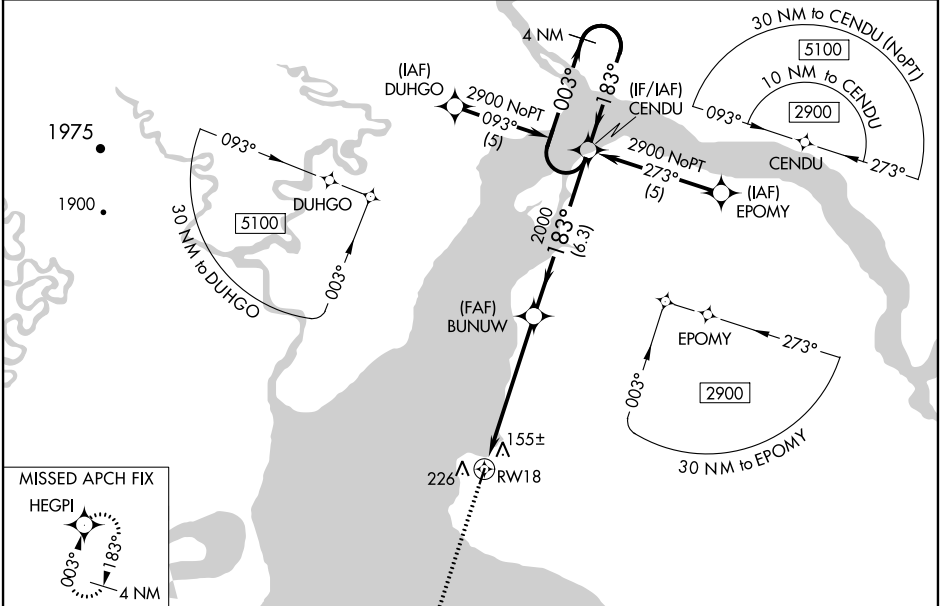 30 NM to CENDU (NoPT)
5100
10 NM to CENDU
2900
093°
273°
CENDU
4 NM
003°
183°
(IF/IAF)
CENDU
(IAF)
DUHGO
2900 NoPT
093°
(5)
2900 NoPT
273°
(5)
(IAF)
EPOMY
1975
1900
093°
DUHGO
5100
003°
30 NM to DUHGO
2000
183°
(6.3)
(FAF)
BUNUW
EPOMY
273°
003°
2900
30 NM to EPOMY
155±
226
RW18
MISSED APCH FIX
HEGPI
003°
183°
4 NM